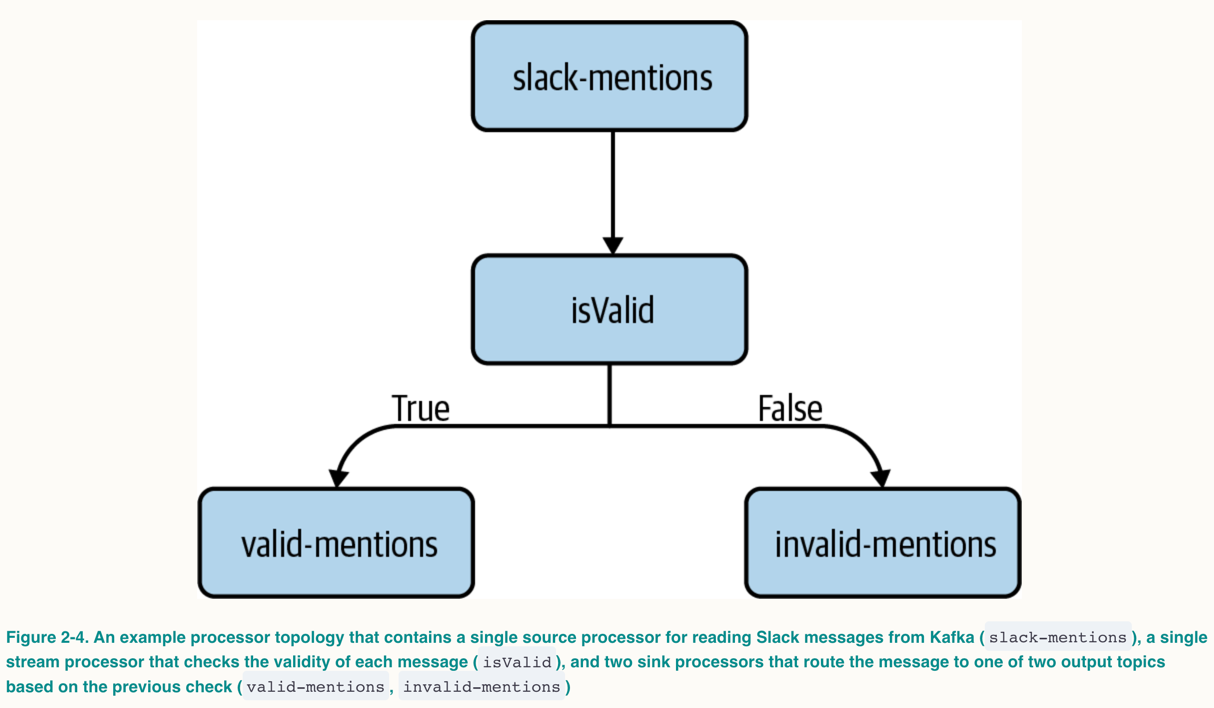 slack-mentions
isValid
True
False
valid-mentions
invalid-mentions
Figure 2-4. An example processor topology that contains a single source processor for reading Slack messages from Kafka (slack-mentions), a single
stream processor that checks the validity of each message (isValid), and two sink processors that route the message to one of two output topics
based on the previous check (valid-mentions, invalid-mentions)